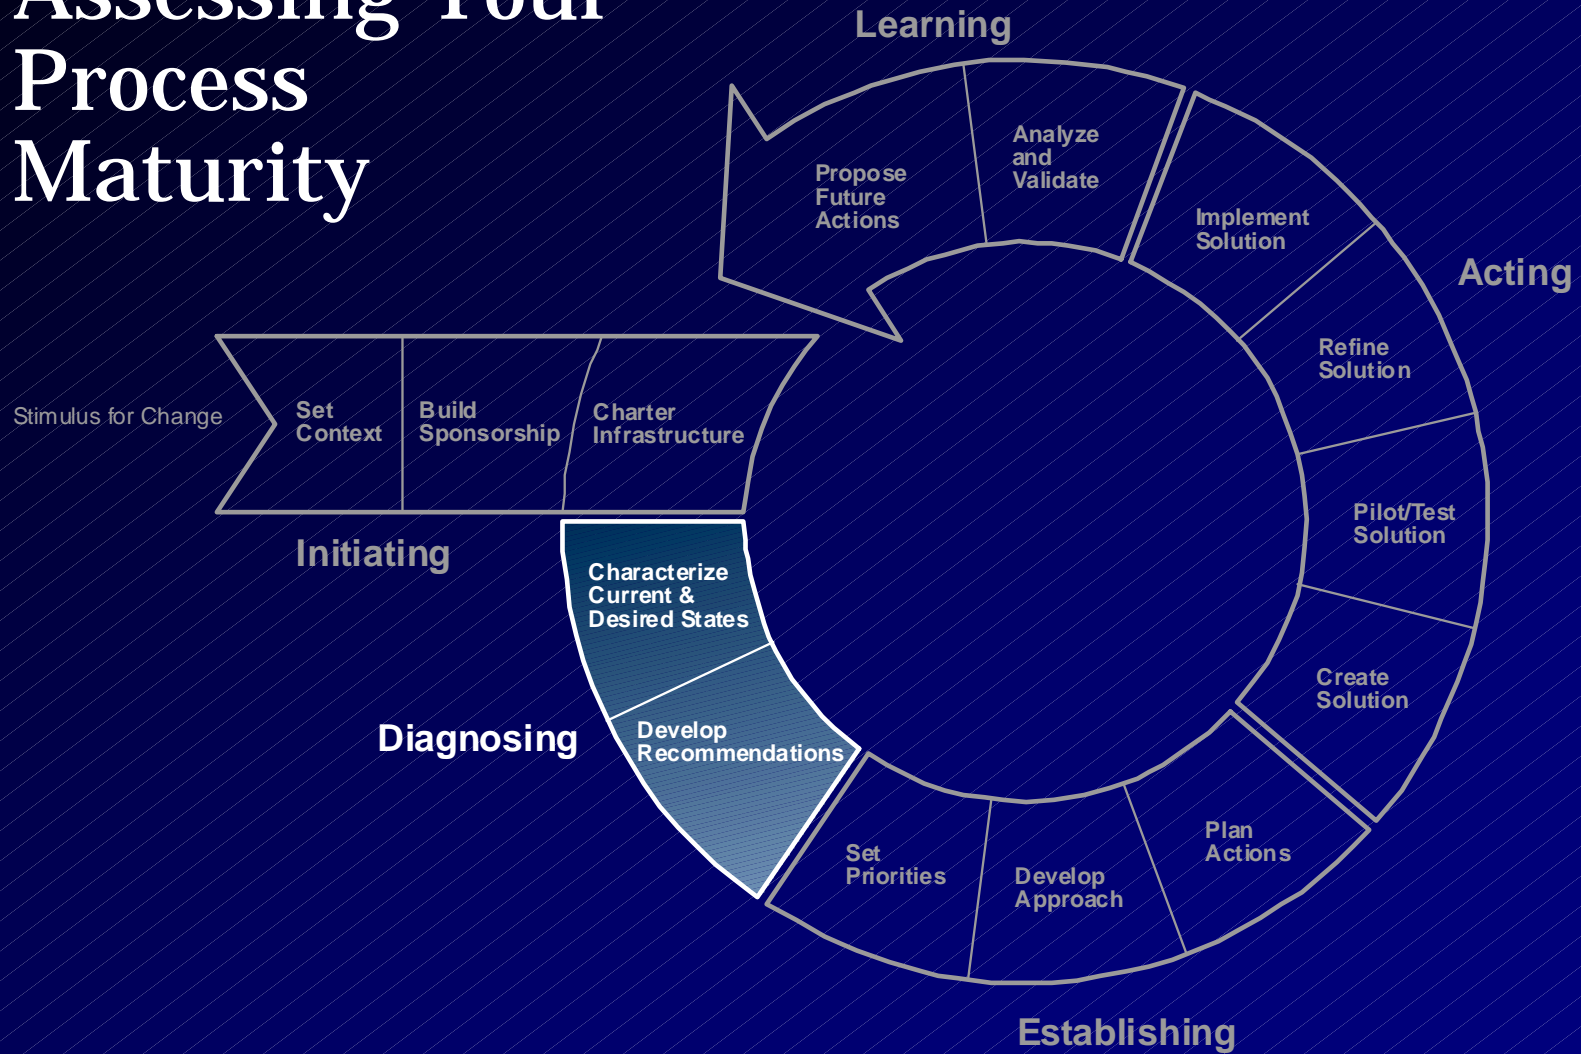 Assessing Your
Process
Maturity
Learning
Analyze
and
Validate
Propose
Future
Actions
Implement
Solution
Acting
Refine
Solution
Stimulus for Change
Set
Context
Build
Sponsorship
Charter
Infrastructure
Pilot/Test
Solution
Initiating
Characterize
Current &
Desired States
Create
Solution
Diagnosing
Develop
Recommendations
Plan
Actions
Set
Priorities
Develop
Approach
Establishing